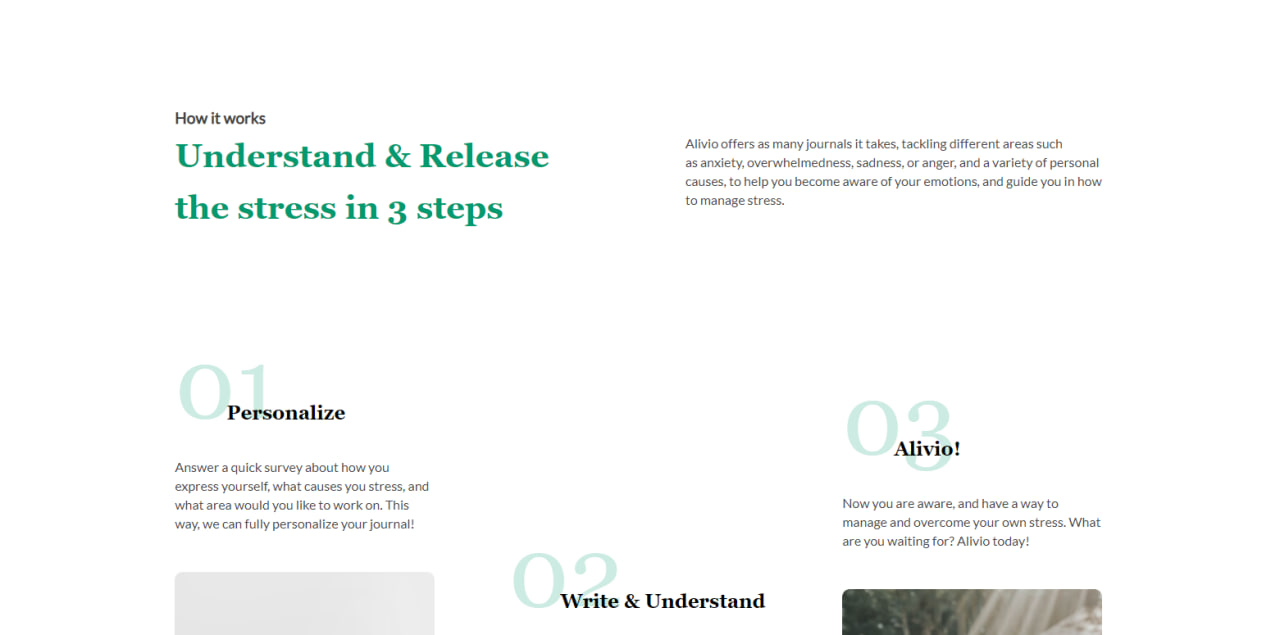 How it works
Understand & Release
the stress in 3 steps
Alivio offers as many journals it takes, tackling different areas such
as anxiety, overwhelmedness, sadness, or anger, and a variety of personal
causes, to help you become aware of your emotions, and guide you in how
to manage stress.
01
Personalize
Answer a quick survey about how you
express yourself, what causes you stress, and
what area would you like to work on. This
way, we can fully personalize your journal!
02
Write & Understand
03
Alivio!
Now you are aware, and have a way to
manage and overcome your own stress. What
are you waiting for? Alivio today!